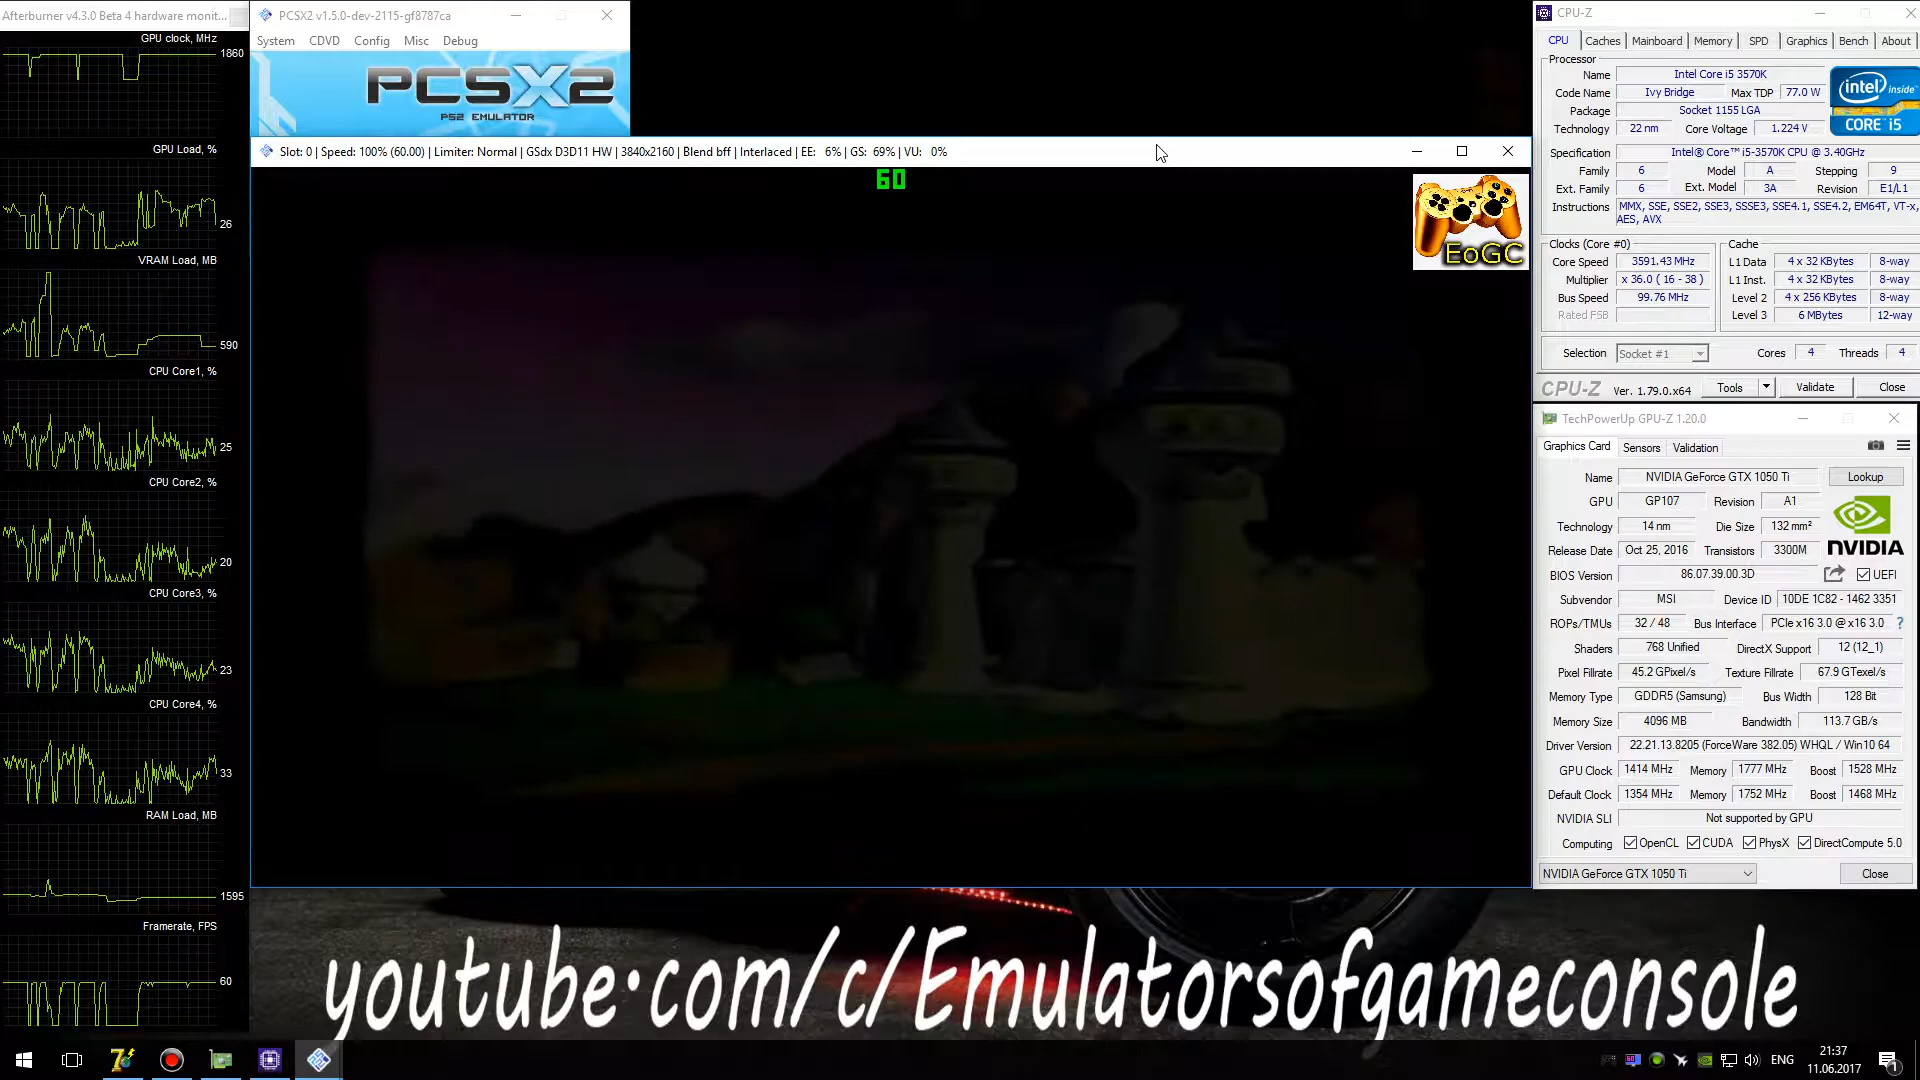 Afterburner v4.3.0 Beta 4 hardware monit...
GPU clock, MHz
1860
GPU Load, %
26
VRAM Load, MB
590
CPU Core1, %
25
CPU Core2, %
20
CPU Core3, %
23
CPU Core4, %
33
RAM Load, MB
1595
Framerate, FPS
60
PCSX2 v1.5.0-dev-2115-gf8787ca
System CDVD Config Misc Debug
PCSX2
PS2 EMULATOR
Slot: 0 | Speed: 100% (60.00) | Limiter: Normal | GSdx D3D11 HW | 3840x2160 | Blend bff | Interlaced | EE: 6% | GS: 69% | VU: 0%
60
EoGC
CPU-Z
CPU Caches Mainboard Memory SPD Graphics Bench About
Processor
Name Intel Core i5 3570K
Code Name Ivy Bridge Max TDP 77.0 W
Package Socket 1155 LGA
Technology 22 nm Core Voltage 1.224 V
intel inside
CORE i5
Specification Intel® Core™ i5-3570K CPU @ 3.40GHz
Family 6 Model A Stepping 9
Ext. Family 6 Ext. Model 3A Revision E1/L1
Instructions MMX, SSE, SSE2, SSE3, SSSE3, SSE4.1, SSE4.2, EM64T, VT-x,
AES, AVX
Clocks (Core #0) Cache
Core Speed 3591.43 MHz L1 Data 4 x 32 KBytes 8-way
Multiplier x 36.0 ( 16 - 38 ) L1 Inst. 4 x 32 KBytes 8-way
Bus Speed 99.76 MHz Level 2 4 x 256 KBytes 8-way
Rated FSB Level 3 6 MBytes 12-way
Selection Socket #1 Cores 4 Threads 4
CPU-Z Ver. 1.79.0.x64 Tools Validate Close
TechPowerUp GPU-Z 1.20.0
Graphics Card Sensors Validation
Name NVIDIA GeForce GTX 1050 Ti Lookup
GPU GP107 Revision A1
Technology 14 nm Die Size 132 mm²
Release Date Oct 25, 2016 Transistors 3300M
NVIDIA
BIOS Version 86.07.39.00.3D UEFI
Subvendor MSI Device ID 10DE 1C82 - 1462 3351
ROPs/TMUs 32 / 48 Bus Interface PCIe x16 3.0 @ x16 3.0 ?
Shaders 768 Unified DirectX Support 12 (12_1)
Pixel Fillrate 45.2 GPixel/s Texture Fillrate 67.9 GTexel/s
Memory Type GDDR5 (Samsung) Bus Width 128 Bit
Memory Size 4096 MB Bandwidth 113.7 GB/s
Driver Version 22.21.13.8205 (ForceWare 382.05) WHQL / Win10 64
GPU Clock 1414 MHz Memory 1777 MHz Boost 1528 MHz
Default Clock 1354 MHz Memory 1752 MHz Boost 1468 MHz
NVIDIA SLI Not supported by GPU
Computing OpenCL CUDA PhysX DirectCompute 5.0
NVIDIA GeForce GTX 1050 Ti Close
youtube.com/c/Emulatorsofgameconsole
ENG
21:37
11.06.2017
1